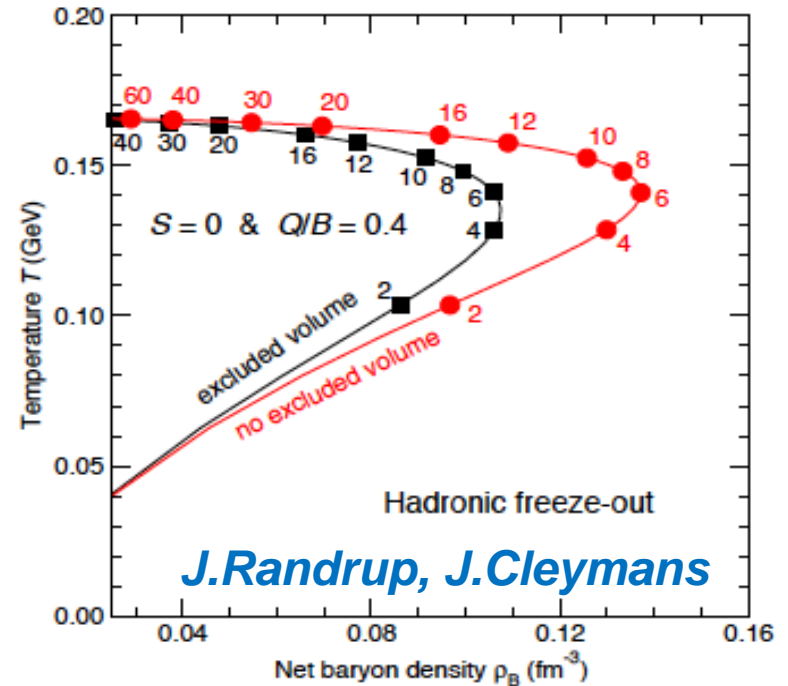 0.20
60 40 30 20 16 12 10 8 6 4 2
40 30 20 16 12 10 8 6 4 2
0.15
S = 0 & Q/B = 0.4
0.10
excluded volume
no excluded volume
Temperature T (GeV)
0.05
Hadronic freeze-out
J.Randrup, J.Cleymans
0.00
0.04 0.08 0.12 0.16
Net baryon density ρB (fm⁻³)